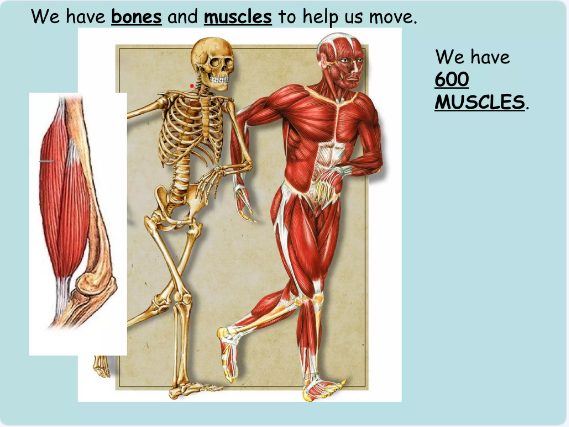 We have bones and muscles to help us move.
We have
600
MUSCLES.